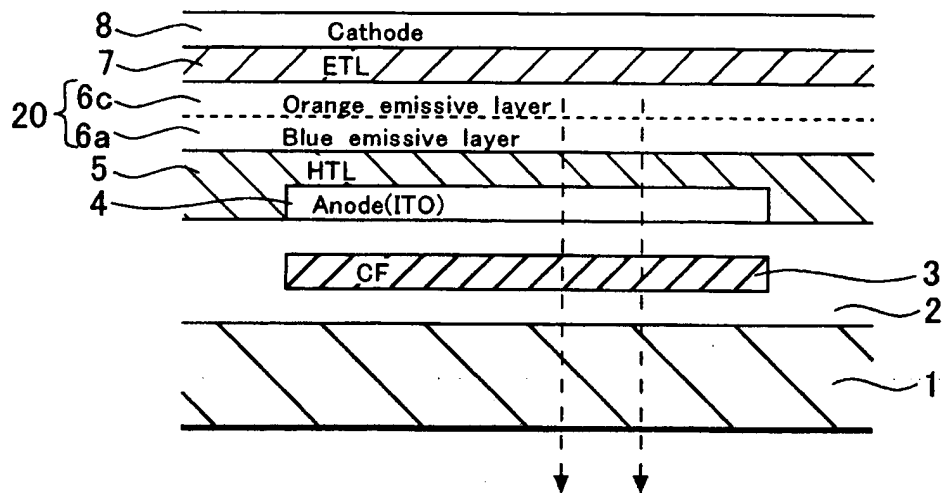 8 Cathode
7 ETL
20 6c Orange emissive layer
6a Blue emissive layer
5 HTL
4 Anode(ITO)
CF 3
2
1